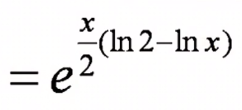 $= e^{\frac{x}{2}(\ln 2 - \ln x)}$